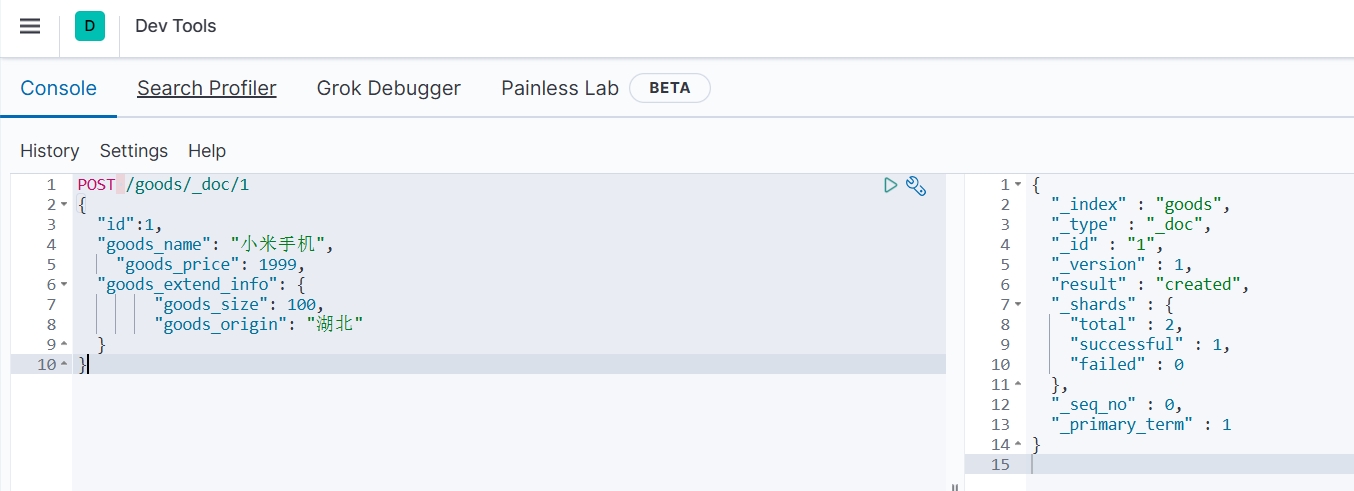 D Dev Tools
Console Search Profiler Grok Debugger Painless Lab BETA
History Settings Help
1 POST /goods/_doc/1
2 {
3 "id":1,
4 "goods_name": "小米手机",
5 "goods_price": 1999,
6 "goods_extend_info": {
7 "goods_size": 100,
8 "goods_origin": "湖北"
9 }
10 }
1 {
2 "_index" : "goods",
3 "_type" : "_doc",
4 "_id" : "1",
5 "_version" : 1,
6 "result" : "created",
7 "_shards" : {
8 "total" : 2,
9 "successful" : 1,
10 "failed" : 0
11 },
12 "_seq_no" : 0,
13 "_primary_term" : 1
14 }
15